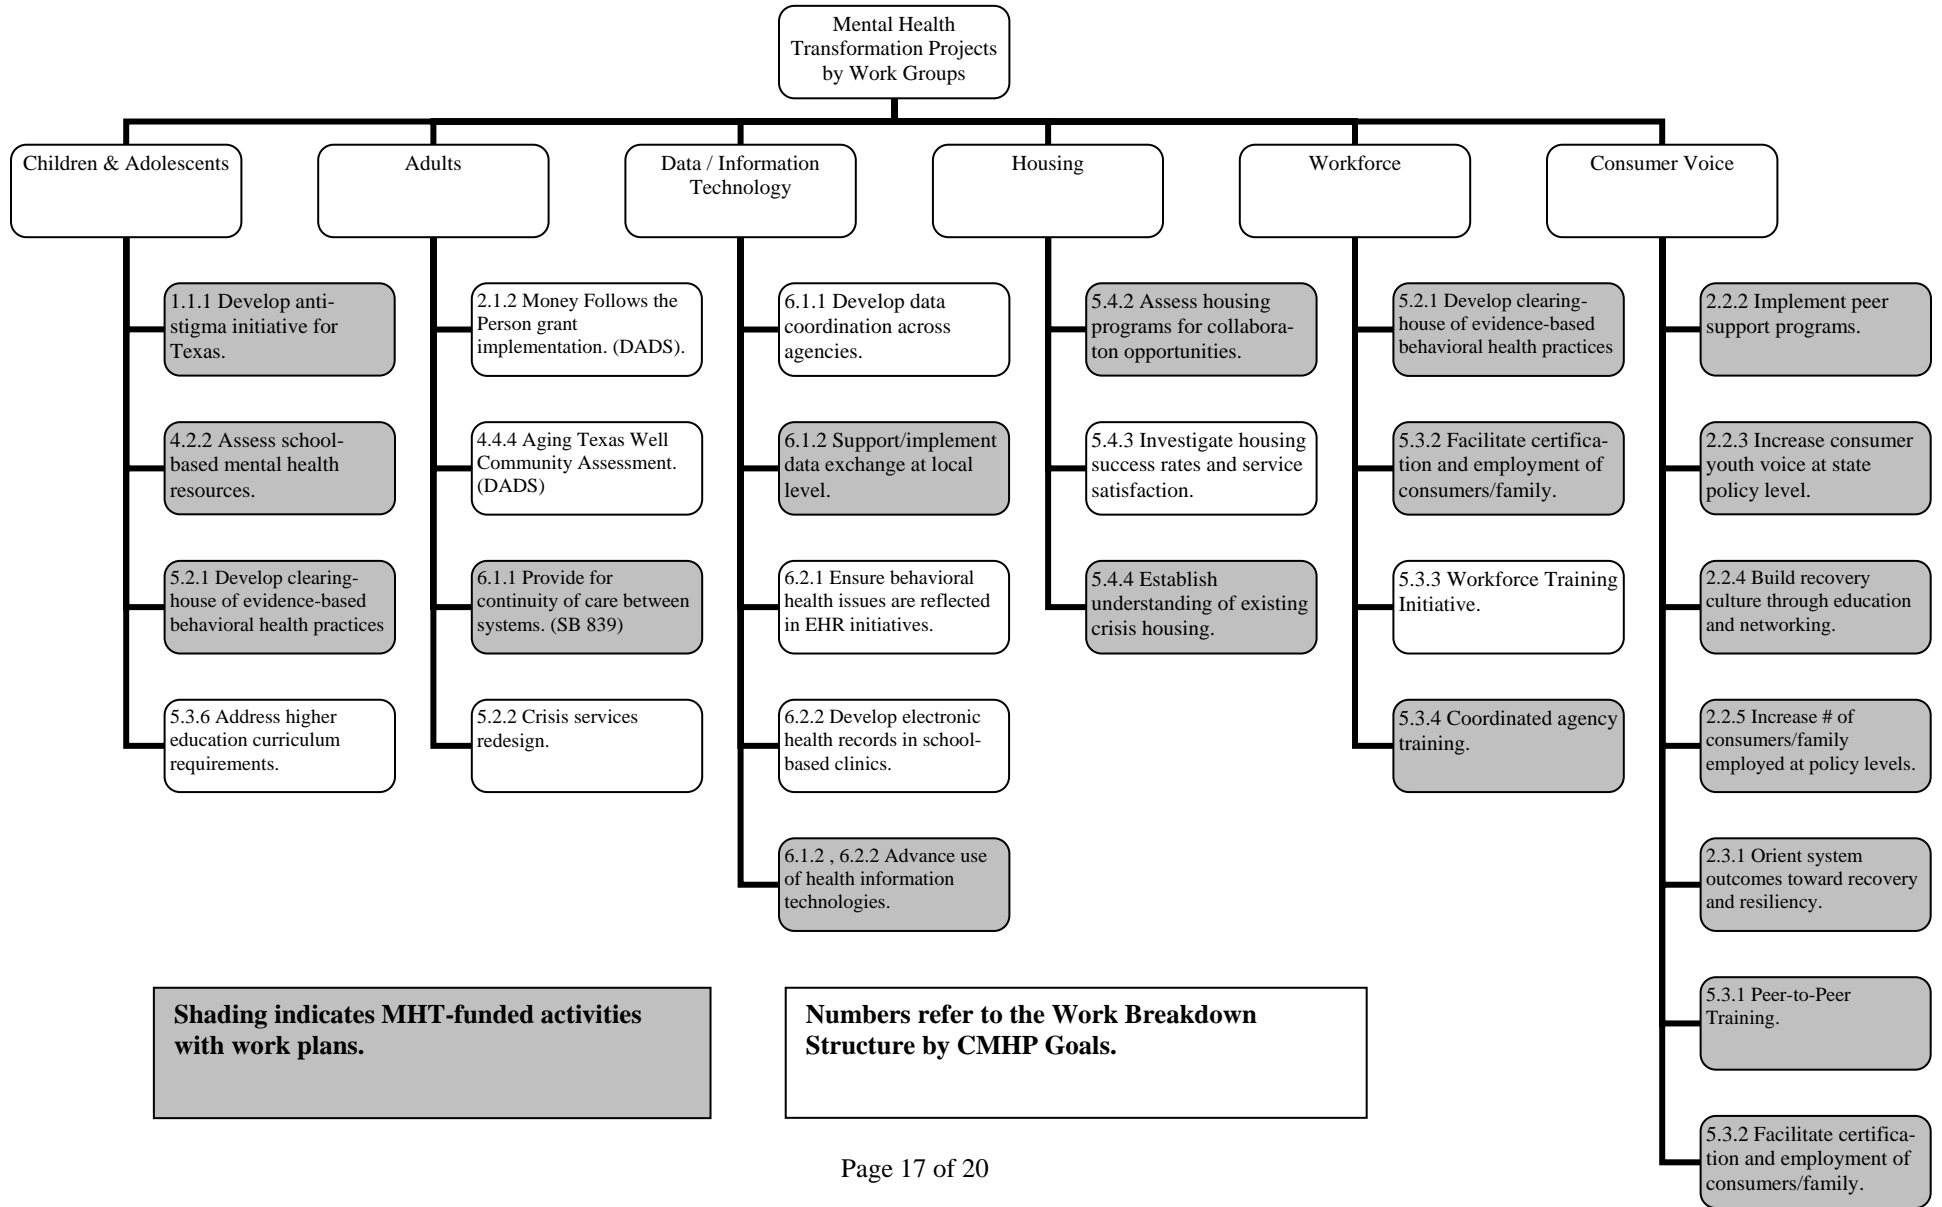 Mental Health
Transformation Projects
by Work Groups
Children & Adolescents
1.1.1 Develop anti-
stigma initiative for
Texas.
4.2.2 Assess school-
based mental health
resources.
5.2.1 Develop clearing-
house of evidence-based
behavioral health practices
5.3.6 Address higher
education curriculum
requirements.
Adults
2.1.2 Money Follows the
Person grant
implementation. (DADS).
4.4.4 Aging Texas Well
Community Assessment.
(DADS)
6.1.1 Provide for
continuity of care between
systems. (SB 839)
5.2.2 Crisis services
redesign.
Data / Information
Technology
6.1.1 Develop data
coordination across
agencies.
6.1.2 Support/implement
data exchange at local
level.
6.2.1 Ensure behavioral
health issues are reflected
in EHR initiatives.
6.2.2 Develop electronic
health records in school-
based clinics.
6.1.2 , 6.2.2 Advance use
of health information
technologies.
Housing
5.4.2 Assess housing
programs for collabora-
ton opportunities.
5.4.3 Investigate housing
success rates and service
satisfaction.
5.4.4 Establish
understanding of existing
crisis housing.
Workforce
5.2.1 Develop clearing-
house of evidence-based
behavioral health practices
5.3.2 Facilitate certifica-
tion and employment of
consumers/family.
5.3.3 Workforce Training
Initiative.
5.3.4 Coordinated agency
training.
Consumer Voice
2.2.2 Implement peer
support programs.
2.2.3 Increase consumer
youth voice at state
policy level.
2.2.4 Build recovery
culture through education
and networking.
2.2.5 Increase # of
consumers/family
employed at policy levels.
2.3.1 Orient system
outcomes toward recovery
and resiliency.
5.3.1 Peer-to-Peer
Training.
5.3.2 Facilitate certifica-
tion and employment of
consumers/family.
Shading indicates MHT-funded activities
with work plans.
Numbers refer to the Work Breakdown
Structure by CMHP Goals.
Page 17 of 20